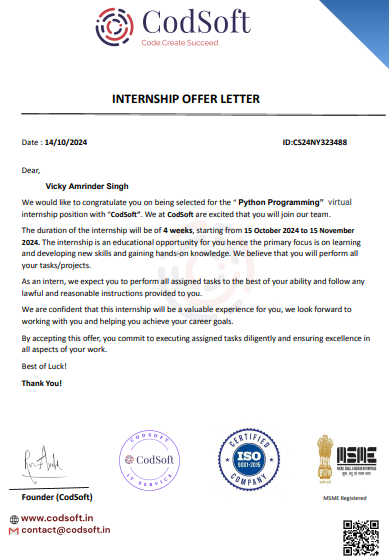 CodSoft
Code.Create.Succeed
INTERNSHIP OFFER LETTER
Date : 14/10/2024 ID:CS24NY323488
Dear,
Vicky Amrinder Singh
We would like to congratulate you on being selected for the " Python Programming" virtual
internship position with "CodSoft". We at CodSoft are excited that you will join our team.
The duration of the internship will be of 4 weeks, starting from 15 October 2024 to 15 November
2024. The internship is an educational opportunity for you hence the primary focus is on learning
and developing new skills and gaining hands-on knowledge. We believe that you will perform all
your tasks/projects.
As an intern, we expect you to perform all assigned tasks to the best of your ability and follow any
lawful and reasonable instructions provided to you.
We are confident that this internship will be a valuable experience for you, we look forward to
working with you and helping you achieve your career goals.
By accepting this offer, you commit to executing assigned tasks diligently and ensuring excellence in
all aspects of your work.
Best of Luck!
Thank You!
CODSOFT
CodSoft
IT SERVICE
CERTIFIED
ISO
9001:2015
COMPANY
MSME
MICRO, SMALL & MEDIUM ENTERPRISES
Founder (CodSoft)
MSME Registered
www.codsoft.in
contact@codsoft.in